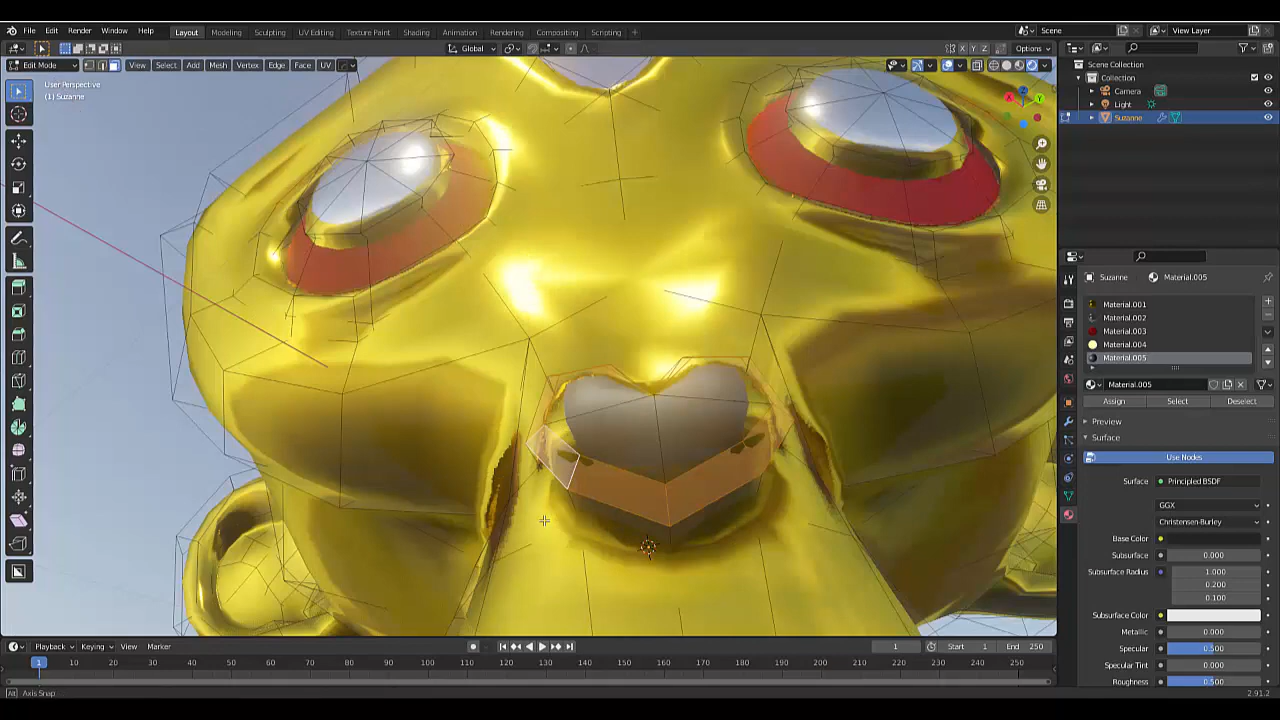 File Edit Render Window Help Layout Modeling Sculpting UV Editing Texture Paint Shading Animation Rendering Compositing Scripting + Scene View Layer
Global Options
Edit Mode View Select Add Mesh Vertex Edge Face UV X Y Z
User Perspective
(1) Suzanne
Scene Collection
Collection
Camera
Light
Suzanne
Suzanne Material.005
Material.001
Material.002
Material.003
Material.004
Material.005
Material.005
Assign Select Deselect
Preview
Surface
Use Nodes
Surface Principled BSDF
GGX
Christensen-Burley
Base Color
Subsurface 0.000
Subsurface Radius 1.000
0.200
0.100
Subsurface Color
Metallic 0.000
Specular 0.500
Specular Tint 0.000
Roughness 0.500
Playback Keying View Marker 1 Start 1 End 250
1 10 20 30 40 50 60 70 80 90 100 110 120 130 140 150 160 170 180 190 200 210 220 230 240 250
Alt Axis Snap 2.91.2